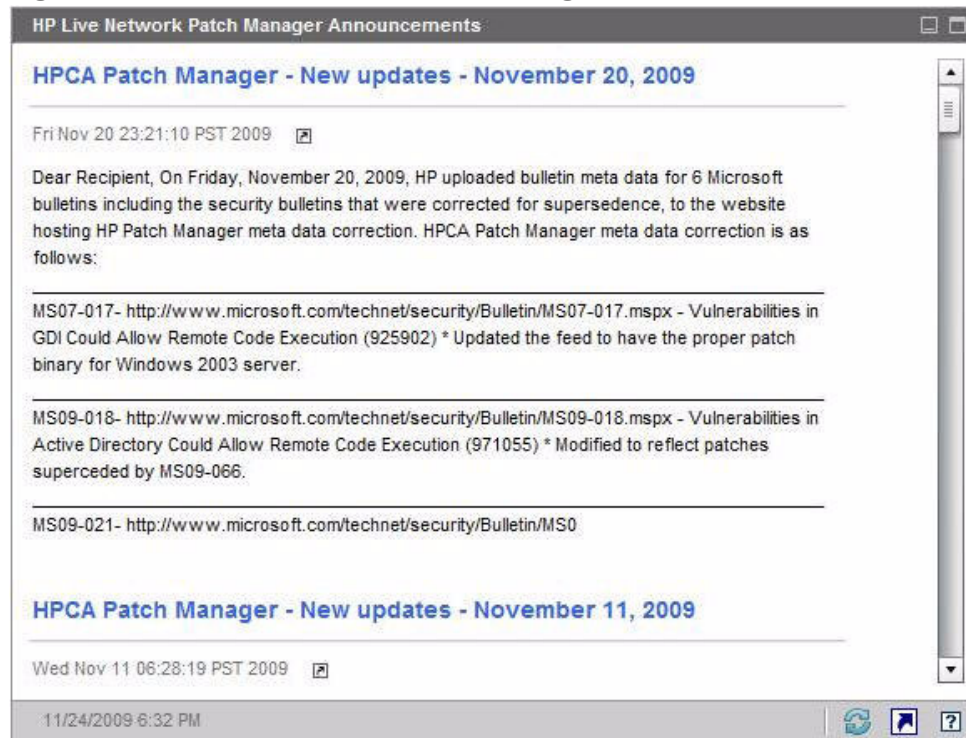 HP Live Network Patch Manager Announcements
HPCA Patch Manager - New updates - November 20, 2009
Fri Nov 20 23:21:10 PST 2009
Dear Recipient, On Friday, November 20, 2009, HP uploaded bulletin meta data for 6 Microsoft
bulletins including the security bulletins that were corrected for supersedence, to the website
hosting HP Patch Manager meta data correction. HPCA Patch Manager meta data correction is as
follows:
MS07-017- http://www.microsoft.com/technet/security/Bulletin/MS07-017.mspx - Vulnerabilities in
GDI Could Allow Remote Code Execution (925902) * Updated the feed to have the proper patch
binary for Windows 2003 server.
MS09-018- http://www.microsoft.com/technet/security/Bulletin/MS09-018.mspx - Vulnerabilities in
Active Directory Could Allow Remote Code Execution (971055) * Modified to reflect patches
superceded by MS09-066.
MS09-021- http://www.microsoft.com/technet/security/Bulletin/MS0
HPCA Patch Manager - New updates - November 11, 2009
Wed Nov 11 06:28:19 PST 2009
11/24/2009 6:32 PM
?